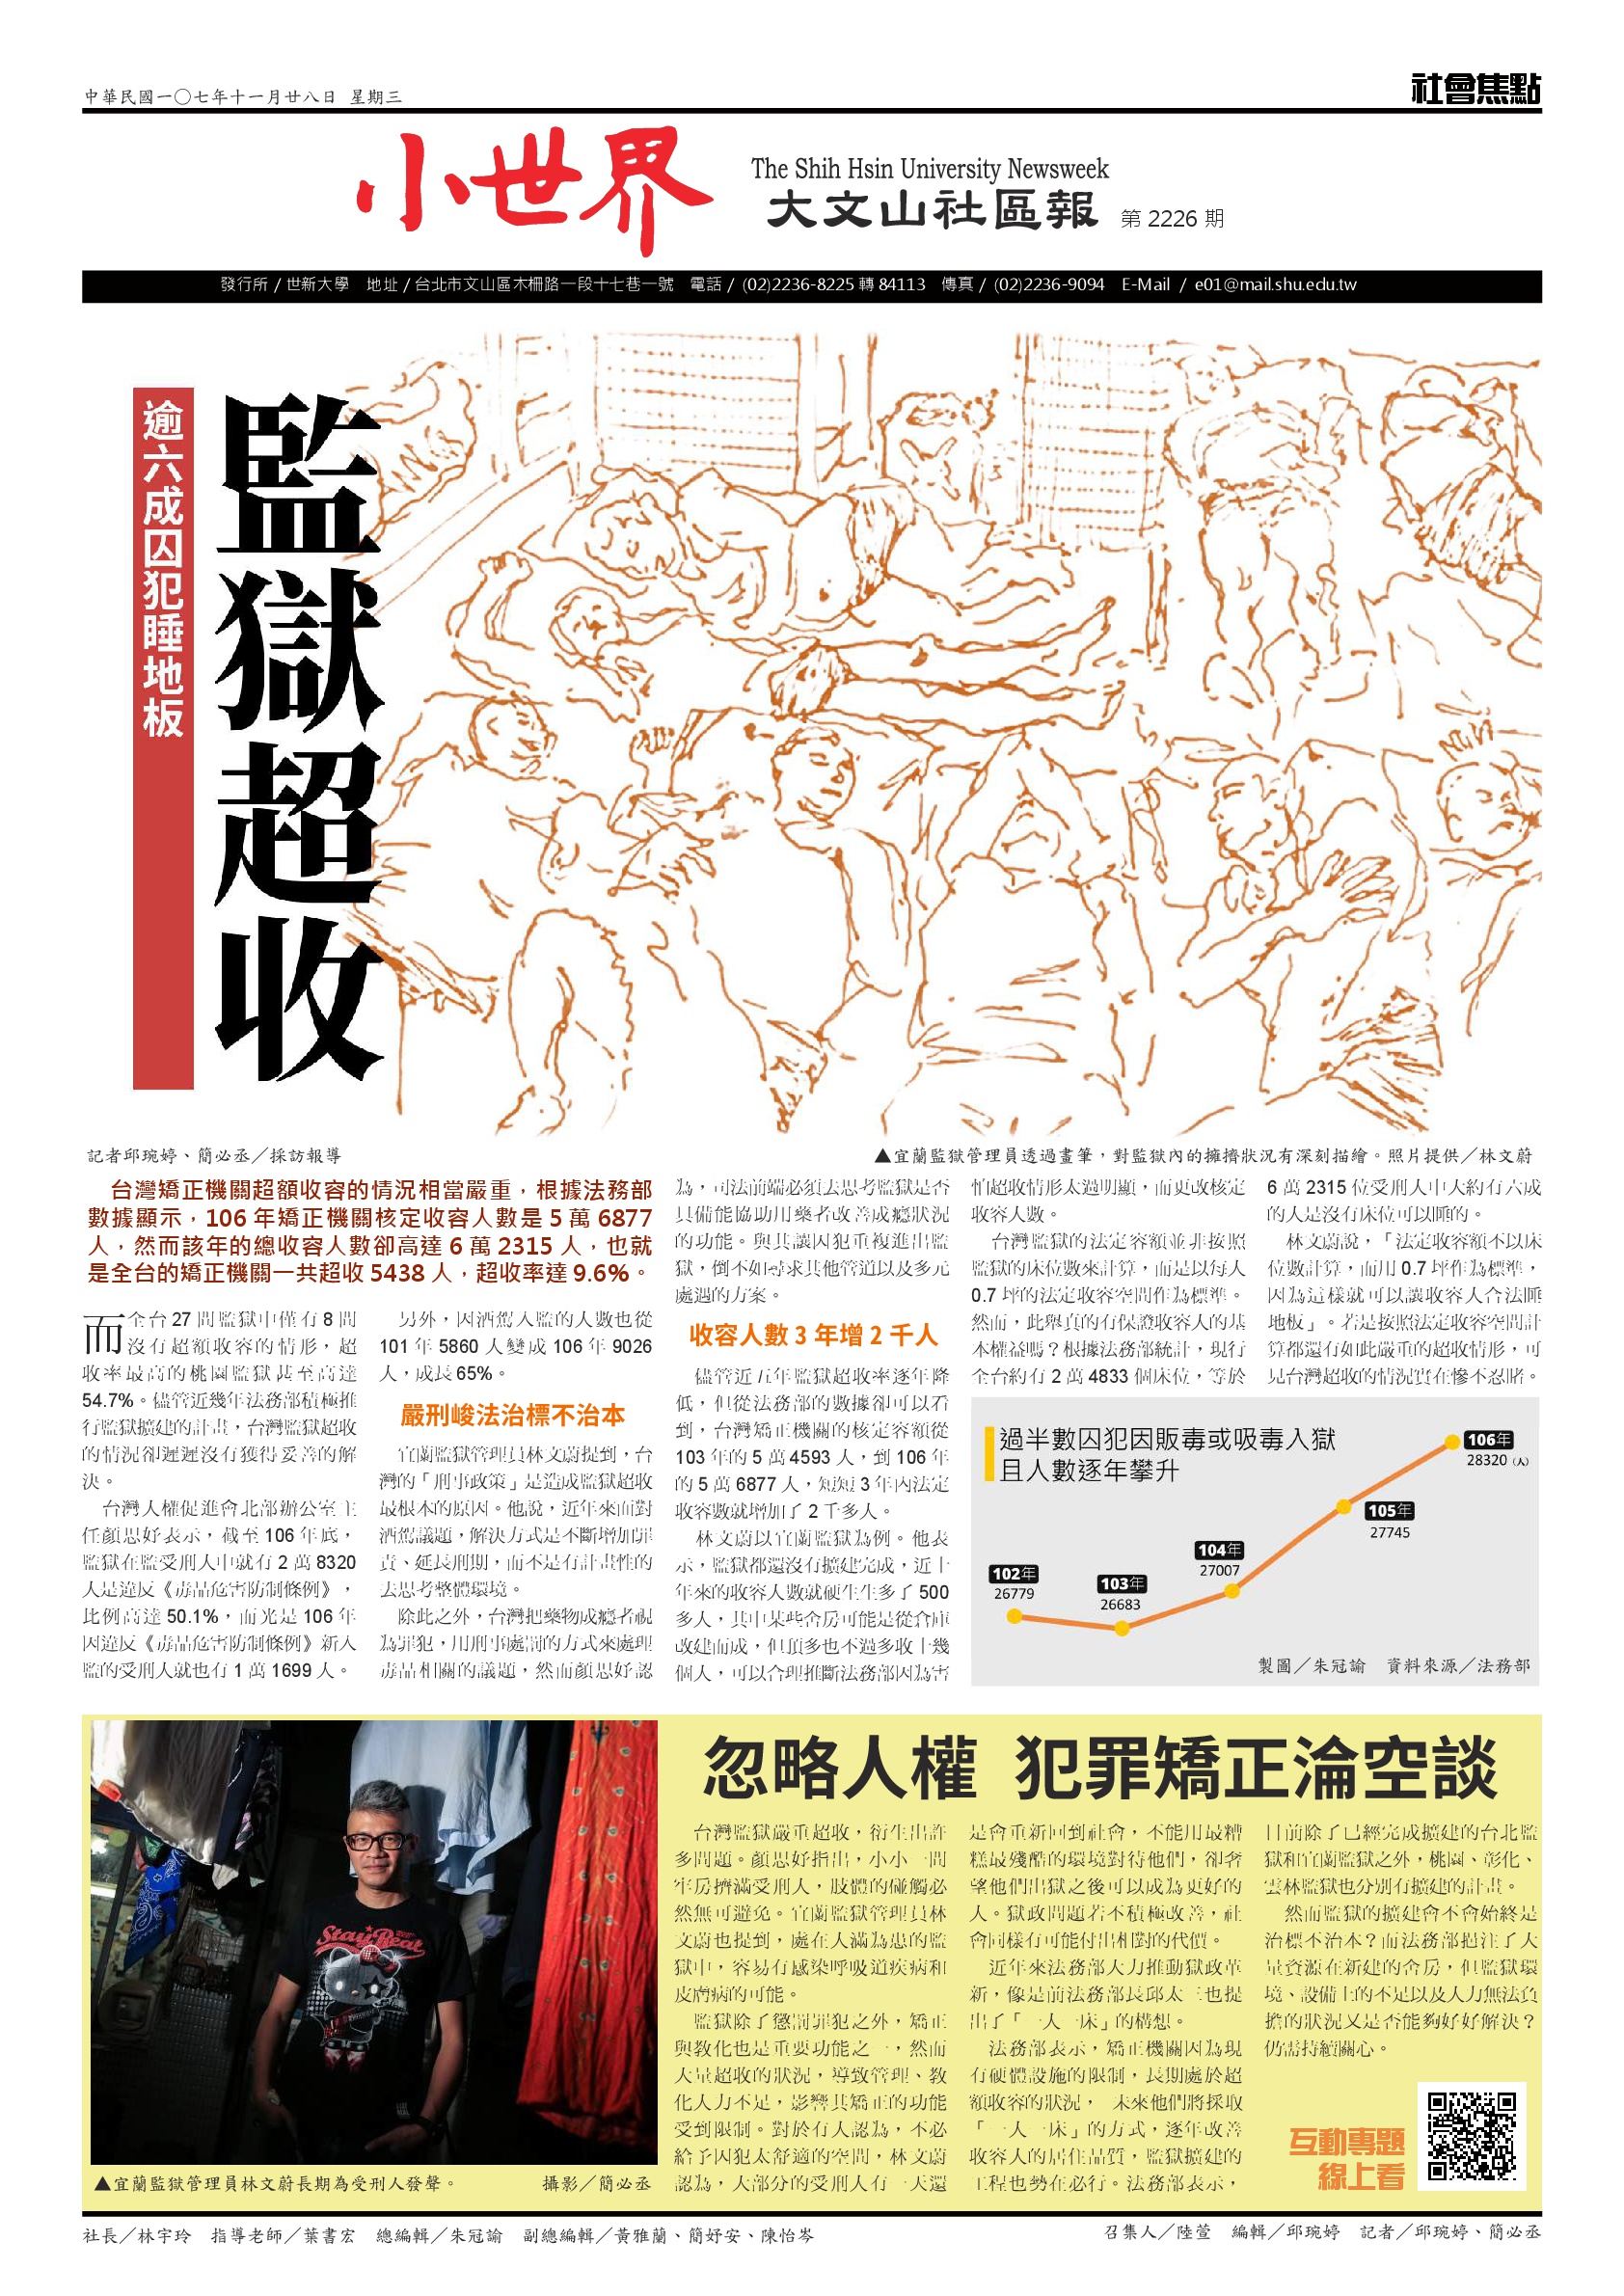 中華民國一〇七年十一月廿八日 星期三
社會焦點
小世界
The Shih Hsin University Newsweek
大文山社區報 第 2226 期
發行所 / 世新大學 地址 / 台北市文山區木柵路一段十七巷一號 電話 / (02)2236-8225 轉 84113 傳真 / (02)2236-9094 E-Mail / e01@mail.shu.edu.tw
監獄超收
逾六成囚犯睡地板
記者邱琬婷、簡必丞╱採訪報導
▲宜蘭監獄管理員透過畫筆，對監獄內的擁擠狀況有深刻描繪。照片提供╱林文蔚
台灣矯正機關超額收容的情況相當嚴重，根據法務部
數據顯示，106 年矯正機關核定收容人數是 5 萬 6877
人，然而該年的總收容人數卻高達 6 萬 2315 人，也就
是全台的矯正機關一共超收 5438 人，超收率達 9.6%。
而全台 27 間監獄中僅有 8 間
沒有超額收容的情形，超
收率最高的桃園監獄甚至高達
54.7%。儘管近幾年法務部積極推
行監獄擴建的計畫，台灣監獄超收
的情況卻遲遲沒有獲得妥善的解
決。
台灣人權促進會北部辦公室主
任顏思妤表示，截至 106 年底，
監獄在監受刑人中就有 2 萬 8320
人是違反《毒品危害防制條例》，
比例高達 50.1%，而光是 106 年
因違反《毒品危害防制條例》新入
監的受刑人就也有 1 萬 1699 人。
另外，因酒駕入監的人數也從
101 年 5860 人變成 106 年 9026
人，成長 65%。
嚴刑峻法治標不治本
宜蘭監獄管理員林文蔚提到，台
灣的「刑事政策」是造成監獄超收
最根本的原因。他說，近年來面對
酒駕議題，解決方式是不斷增加罪
責、延長刑期，而不是有計畫性的
去思考整體環境。
除此之外，台灣把藥物成癮者視
為罪犯，用刑事處罰的方式來處理
毒品相關的議題，然而顏思妤認
為，司法前端必須去思考監獄是否
具備能協助用藥者改善成癮狀況
的功能。與其讓囚犯重複進出監
獄，倒不如尋求其他管道以及多元
處遇的方案。
收容人數 3 年增 2 千人
儘管近五年監獄超收率逐年降
低，但從法務部的數據卻可以看
到，台灣矯正機關的核定容額從
103 年的 5 萬 4593 人，到 106 年
的 5 萬 6877 人，短短 3 年內法定
收容數就增加了 2 千多人。
林文蔚以宜蘭監獄為例。他表
示，監獄都還沒有擴建完成，近十
年來的收容人數就硬生生多了 500
多人，其中某些舍房可能是從倉庫
改建而成，但頂多也不過多收十幾
個人，可以合理推斷法務部因為害
怕超收情形太過明顯，而更改核定
收容人數。
台灣監獄的法定容額並非按照
監獄的床位數來計算，而是以每人
0.7 坪的法定收容空間作為標準。
然而，此舉真的有保證收容人的基
本權益嗎？根據法務部統計，現行
全台約有 2 萬 4833 個床位，等於
6 萬 2315 位受刑人中大約有六成
的人是沒有床位可以睡的。
林文蔚說，「法定收容額不以床
位數計算，而用 0.7 坪作為標準，
因為這樣就可以讓收容人合法睡
地板」。若是按照法定收容空間計
算都還有如此嚴重的超收情形，可
見台灣超收的情況實在慘不忍睹。
過半數囚犯因販毒或吸毒入獄
且人數逐年攀升
102年
26779
103年
26683
104年
27007
105年
27745
106年
28320 (人)
製圖╱朱冠諭 資料來源╱法務部
Stay Real
▲宜蘭監獄管理員林文蔚長期為受刑人發聲。 攝影╱簡必丞
忽略人權 犯罪矯正淪空談
台灣監獄嚴重超收，衍生出許
多問題。顏思妤指出，小小一間
牢房擠滿受刑人，肢體的碰觸必
然無可避免。宜蘭監獄管理員林
文蔚也提到，處在人滿為患的監
獄中，容易有感染呼吸道疾病和
皮膚病的可能。
監獄除了懲罰罪犯之外，矯正
與教化也是重要功能之一，然而
大量超收的狀況，導致管理、教
化人力不足，影響其矯正的功能
受到限制。對於有人認為，不必
給予囚犯太舒適的空間，林文蔚
認為，大部分的受刑人有一天還
是會重新回到社會，不能用最糟
糕最殘酷的環境對待他們，卻奢
望他們出獄之後可以成為更好的
人。獄政問題若不積極改善，社
會同樣有可能付出相對的代價。
近年來法務部大力推動獄政革
新，像是前法務部長邱太三也提
出了「一人一床」的構想。
法務部表示，矯正機關因為現
有硬體設施的限制，長期處於超
額收容的狀況， 未來他們將採取
「一人一床」的方式，逐年改善
收容人的居住品質，監獄擴建的
工程也勢在必行。法務部表示，
目前除了已經完成擴建的台北監
獄和宜蘭監獄之外，桃園、彰化、
雲林監獄也分別有擴建的計畫。
然而監獄的擴建會不會始終是
治標不治本？而法務部挹注了大
量資源在新建的舍房，但監獄環
境、設備上的不足以及人力無法負
擔的狀況又是否能夠好好解決？
仍需持續關心。
互動專題
線上看
社長╱林宇玲 指導老師╱葉書宏 總編輯╱朱冠諭 副總編輯╱黃雅蘭、簡妤安、陳怡岑
召集人╱陸萱 編輯╱邱琬婷 記者╱邱琬婷、簡必丞